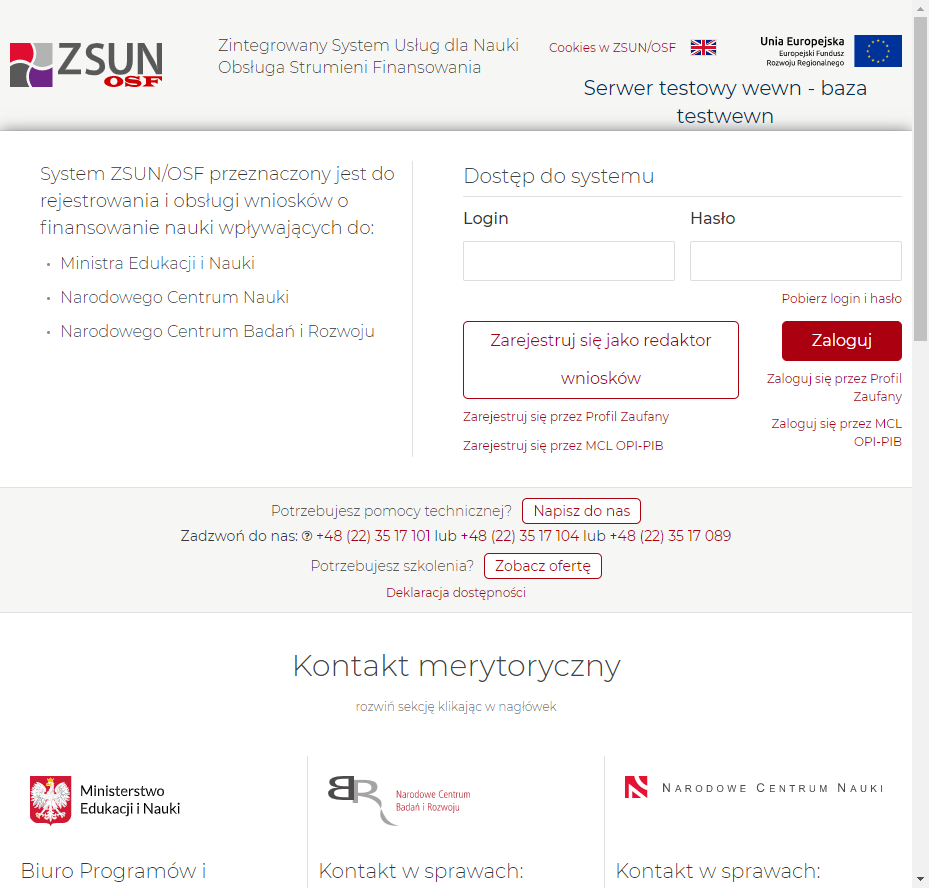 ZSUN
OSF
Zintegrowany System Usług dla Nauki
Obsługa Strumieni Finansowania
Cookies w ZSUN/OSF
Unia Europejska
Europejski Fundusz
Rozwoju Regionalnego
Serwer testowy wewn - baza
testwewn
System ZSUN/OSF przeznaczony jest do
rejestrowania i obsługi wniosków o
finansowanie nauki wpływających do:
• Ministra Edukacji i Nauki
• Narodowego Centrum Nauki
• Narodowego Centrum Badań i Rozwoju
Dostęp do systemu
Login
Hasło
Pobierz login i hasło
Zarejestruj się jako redaktor
wniosków
Zaloguj
Zarejestruj się przez Profil Zaufany
Zarejestruj się przez MCL OPI-PIB
Zaloguj się przez Profil
Zaufany
Zaloguj się przez MCL
OPI-PIB
Potrzebujesz pomocy technicznej? Napisz do nas
Zadzwoń do nas: ? +48 (22) 35 17 101 lub +48 (22) 35 17 104 lub +48 (22) 35 17 089
Potrzebujesz szkolenia? Zobacz ofertę
Deklaracja dostępności
Kontakt merytoryczny
rozwiń sekcję klikając w nagłówek
Ministerstwo
Edukacji i Nauki
BR
Narodowe Centrum
Badań i Rozwoju
NARODOWE CENTRUM NAUKI
Biuro Programów i
Kontakt w sprawach:
Kontakt w sprawach: